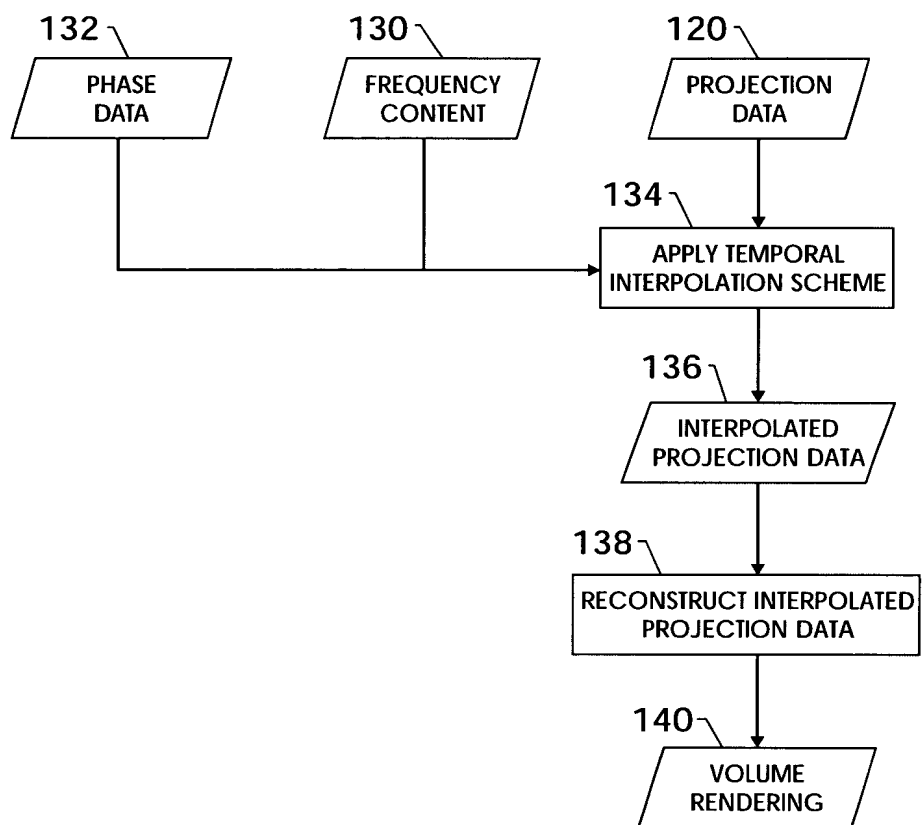 132
PHASE
DATA
130
FREQUENCY
CONTENT
120
PROJECTION
DATA
134
APPLY TEMPORAL
INTERPOLATION SCHEME
136
INTERPOLATED
PROJECTION DATA
138
RECONSTRUCT INTERPOLATED
PROJECTION DATA
140
VOLUME
RENDERING